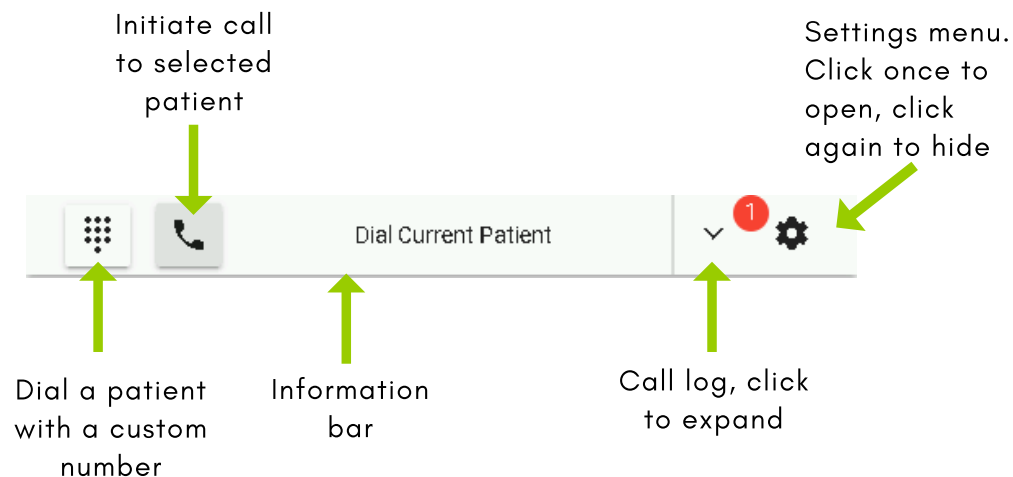 Initiate call
to selected
patient
Settings menu.
Click once to
open, click
again to hide
Dial Current Patient
1
Dial a patient
with a custom
number
Information
bar
Call log, click
to expand